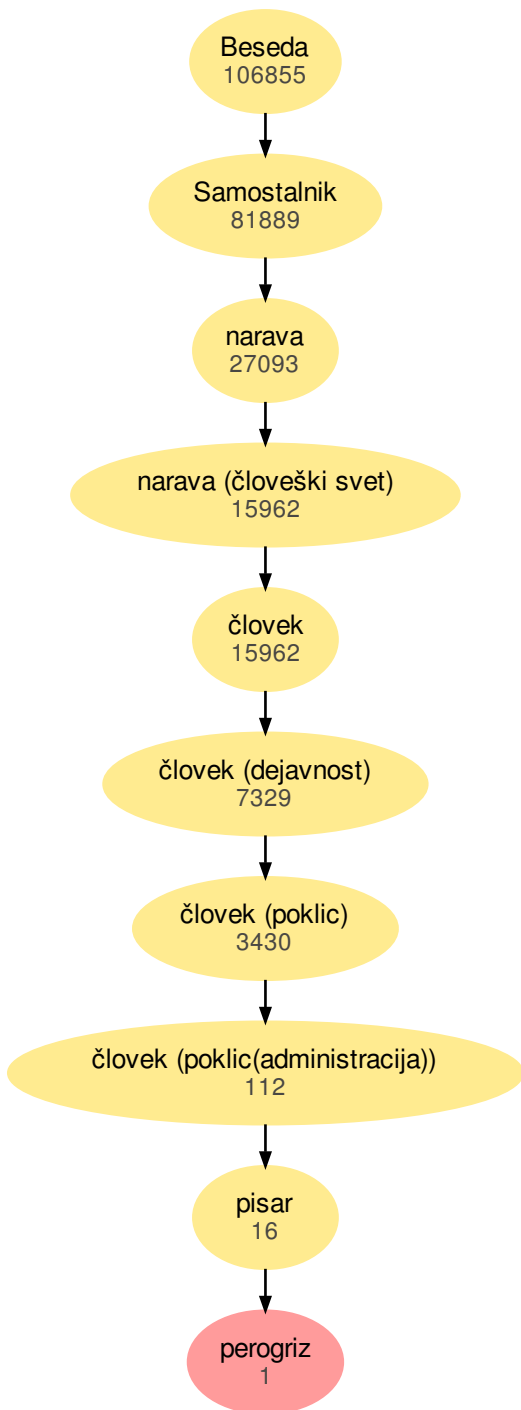 Beseda
106855
Samostalnik
81889
narava
27093
narava (človeški svet)
15962
človek
15962
človek (dejavnost)
7329
človek (poklic)
3430
človek (poklic(administracija))
112
pisar
16
perogriz
1